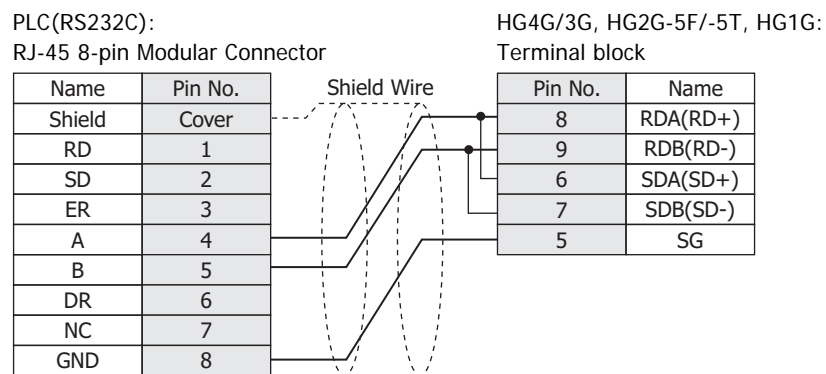 PLC(RS232C):
RJ-45 8-pin Modular Connector
HG4G/3G, HG2G-5F/-5T, HG1G:
Terminal block
Name Pin No.
Shield Cover
RD 1
SD 2
ER 3
A 4
B 5
DR 6
NC 7
GND 8
Shield Wire
Pin No. Name
8 RDA(RD+)
9 RDB(RD-)
6 SDA(SD+)
7 SDB(SD-)
5 SG